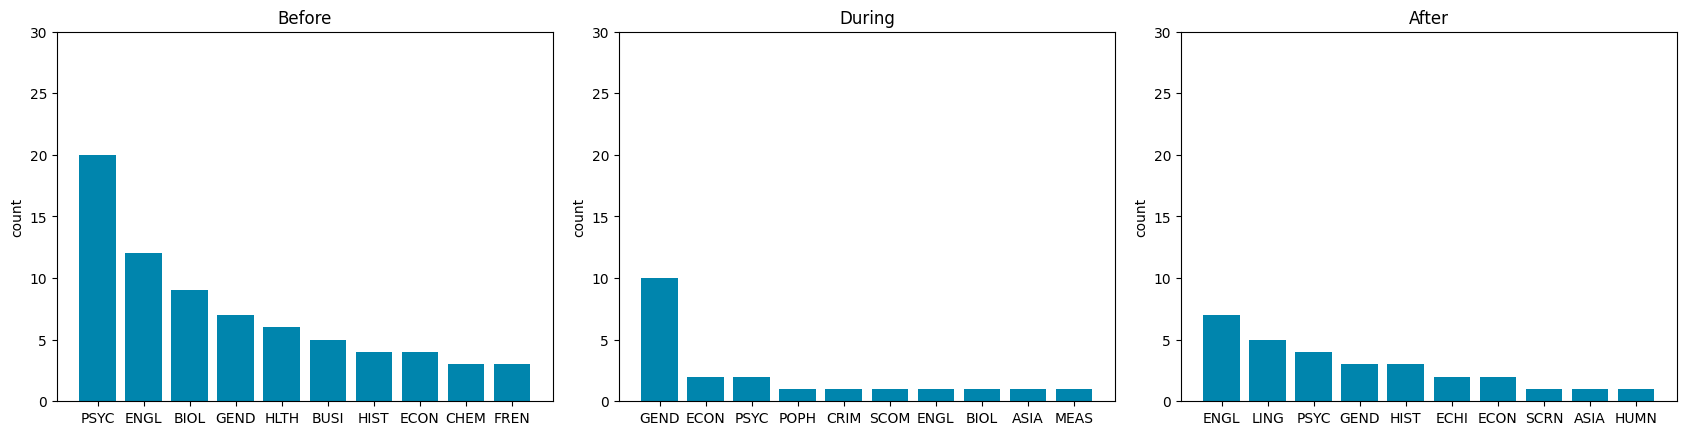 Before
30
25
20
15
10
5
0
count
PSYC ENGL BIOL GEND HLTH BUSI HIST ECON CHEM FREN
During
30
25
20
15
10
5
0
count
GEND ECON PSYC POPH CRIM SCOM ENGL BIOL ASIA MEAS
After
30
25
20
15
10
5
0
count
ENGL LING PSYC GEND HIST ECHI ECON SCRN ASIA HUMN